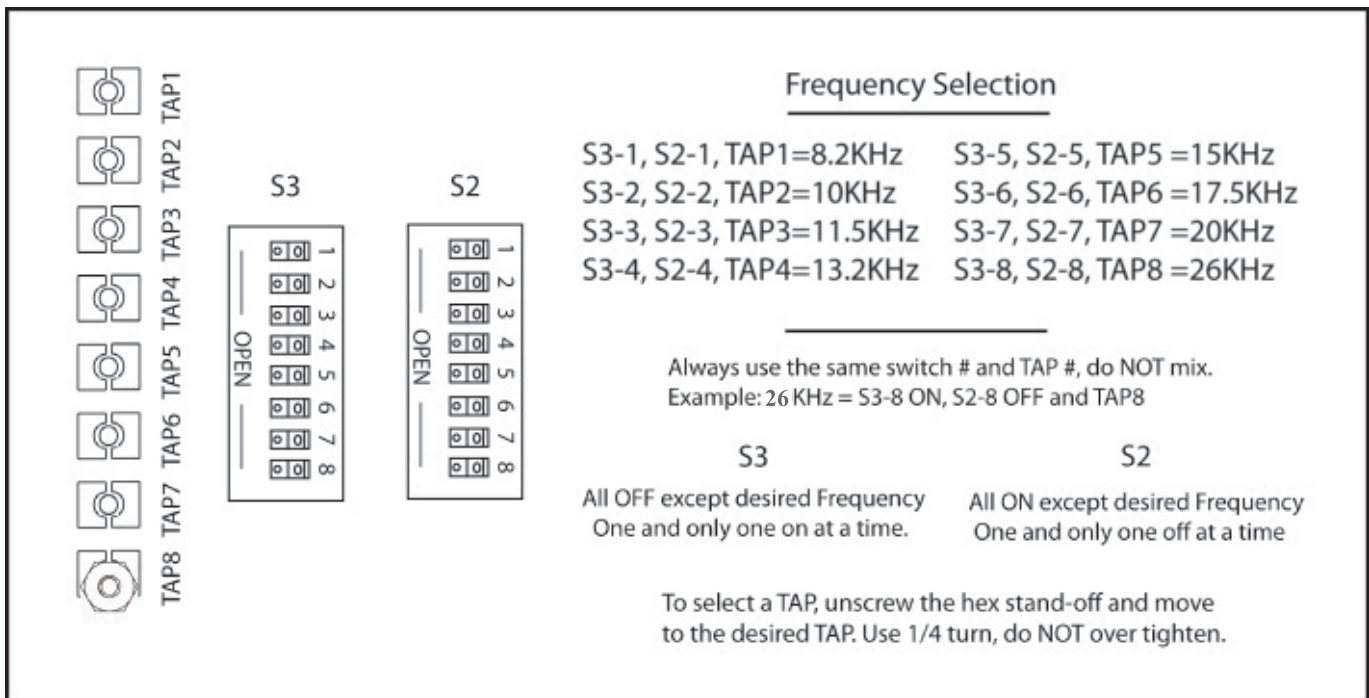 TAP1
TAP2
TAP3
TAP4
TAP5
TAP6
TAP7
TAP8
S3
OPEN
1
2
3
4
5
6
7
8
S2
OPEN
1
2
3
4
5
6
7
8
Frequency Selection
S3-1, S2-1, TAP1=8.2KHz
S3-2, S2-2, TAP2=10KHz
S3-3, S2-3, TAP3=11.5KHz
S3-4, S2-4, TAP4=13.2KHz
S3-5, S2-5, TAP5 =15KHz
S3-6, S2-6, TAP6 =17.5KHz
S3-7, S2-7, TAP7 =20KHz
S3-8, S2-8, TAP8 =26KHz
Always use the same switch # and TAP #, do NOT mix.
Example: 26 KHz = S3-8 ON, S2-8 OFF and TAP8
S3
All OFF except desired Frequency
One and only one on at a time.
S2
All ON except desired Frequency
One and only one off at a time
To select a TAP, unscrew the hex stand-off and move
to the desired TAP. Use 1/4 turn, do NOT over tighten.